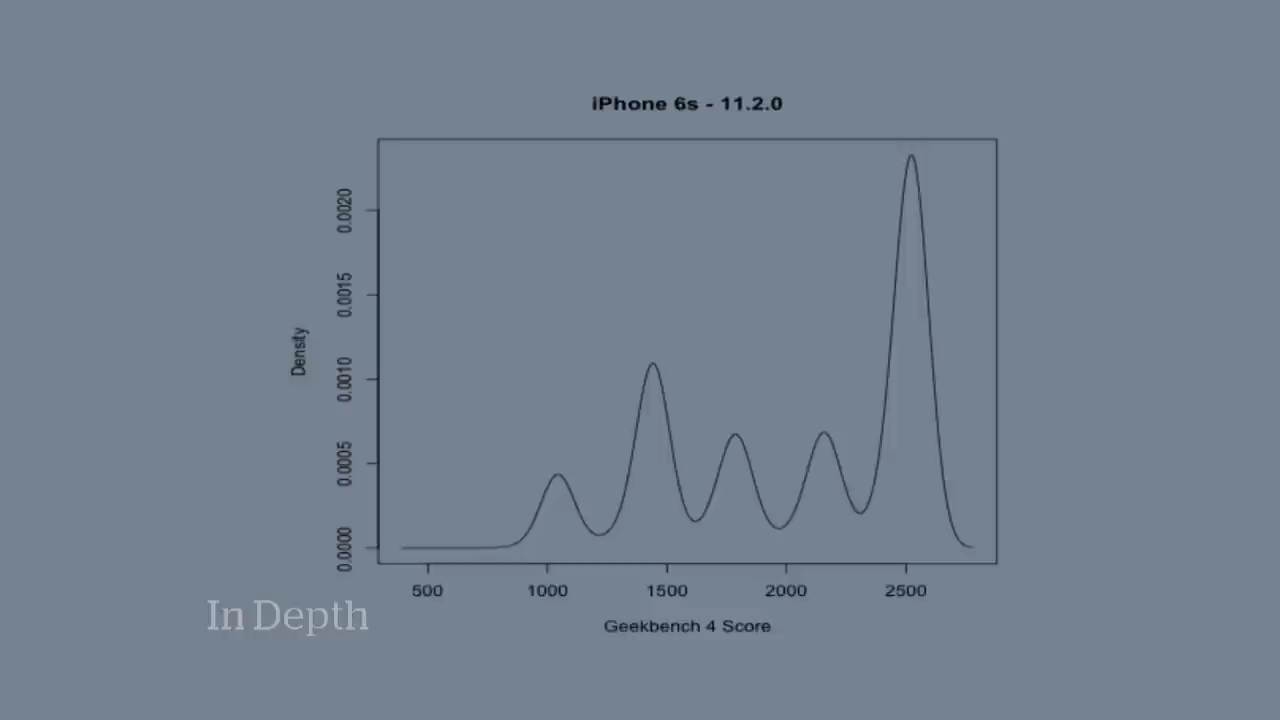 iPhone 6s - 11.2.0
0.0020
0.0015
0.0010
0.0005
0.0000
Density
500 1000 1500 2000 2500
Geekbench 4 Score
In Depth